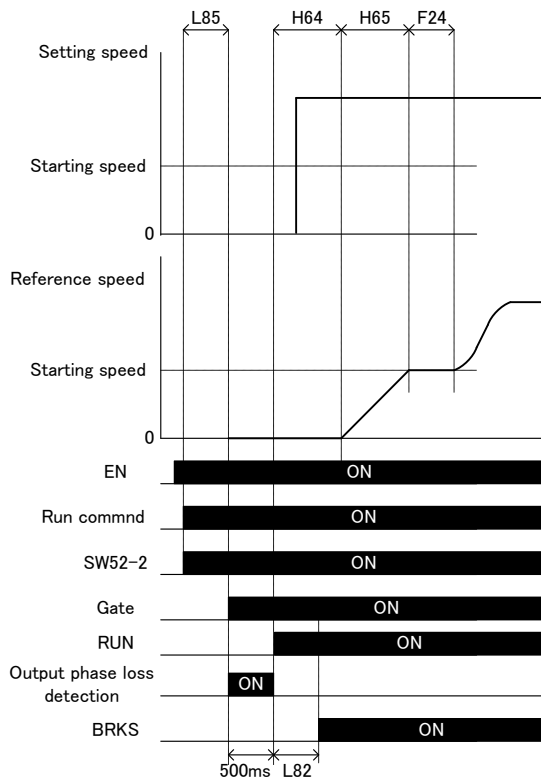 L85 H64 H65 F24
Setting speed
Starting speed
0
Reference speed
Starting speed
0
EN ON
Run commnd ON
SW52-2 ON
Gate ON
RUN ON
Output phase loss
detection ON
BRKS ON
500ms L82